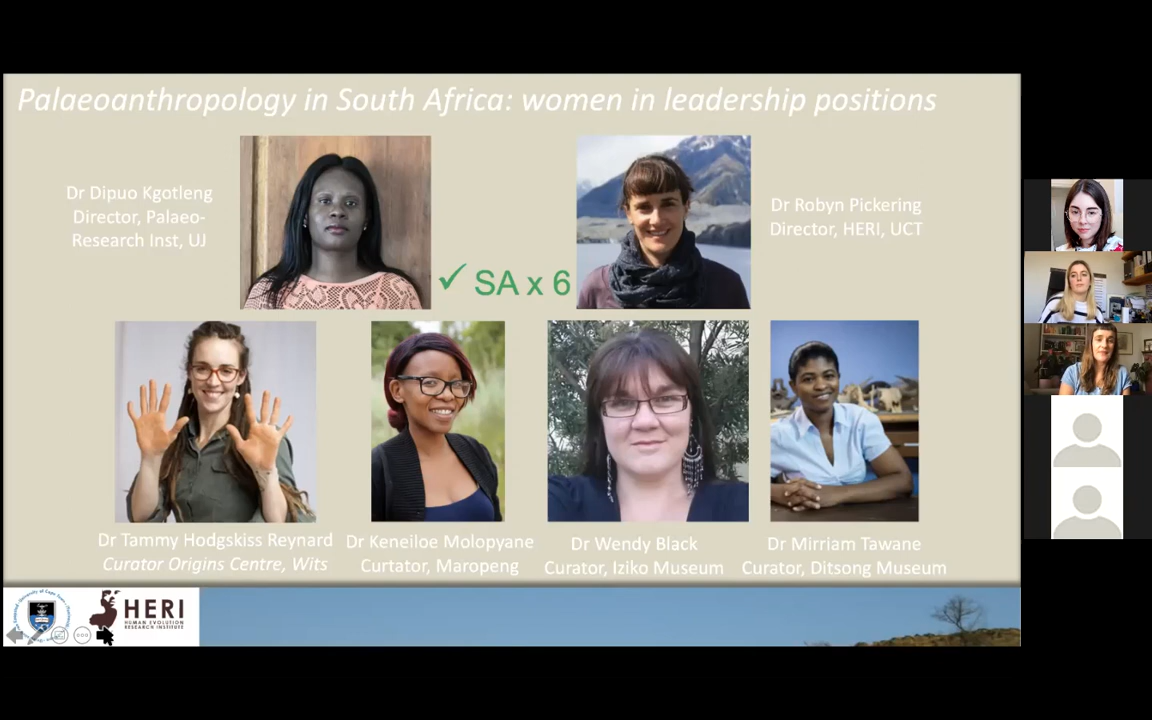 Palaeoanthropology in South Africa: women in leadership positions
Dr Dipuo Kgotleng
Director, Palaeo-
Research Inst, UJ
Dr Robyn Pickering
Director, HERI, UCT
✓ SA x 6
Dr Tammy Hodgskiss Reynard
Curator Origins Centre, Wits
Dr Keneiloe Molopyane
Curtator, Maropeng
Dr Wendy Black
Curator, Iziko Museum
Dr Mirriam Tawane
Curator, Ditsong Museum
HERI
HUMAN EVOLUTION
RESEARCH INSTITUTE